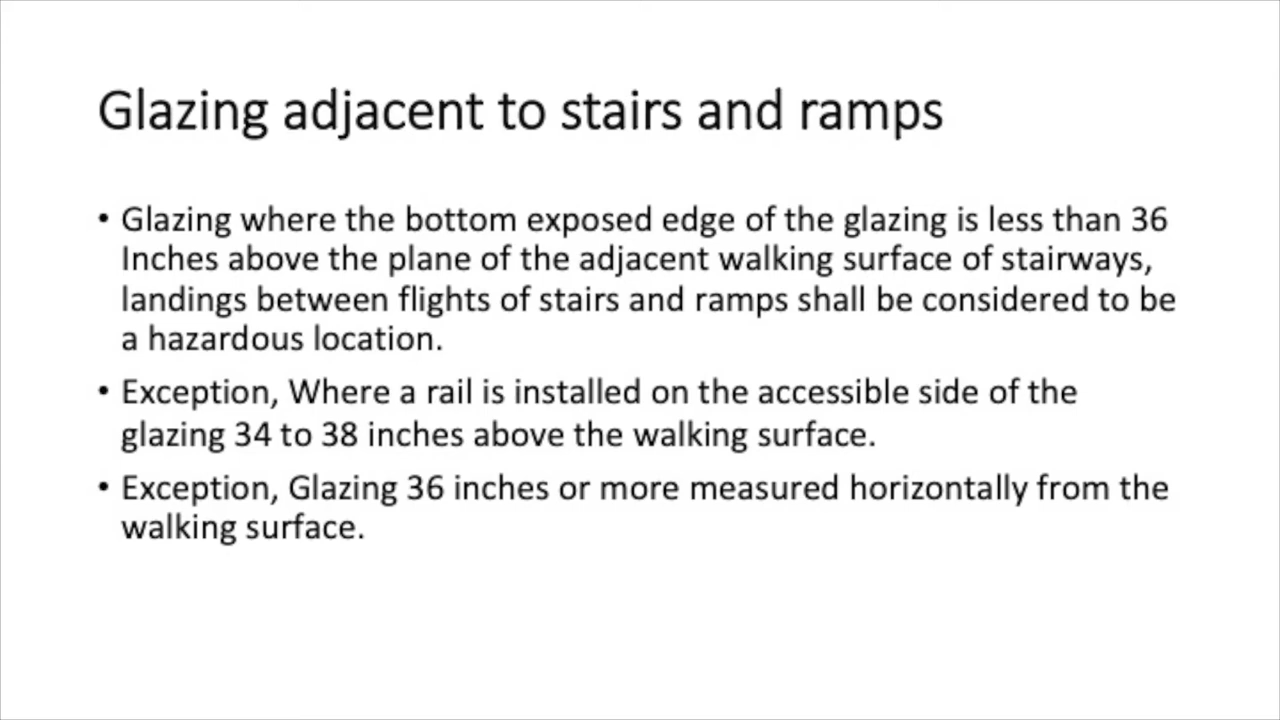 Glazing adjacent to stairs and ramps
• Glazing where the bottom exposed edge of the glazing is less than 36
Inches above the plane of the adjacent walking surface of stairways,
landings between flights of stairs and ramps shall be considered to be
a hazardous location.
• Exception, Where a rail is installed on the accessible side of the
glazing 34 to 38 inches above the walking surface.
• Exception, Glazing 36 inches or more measured horizontally from the
walking surface.